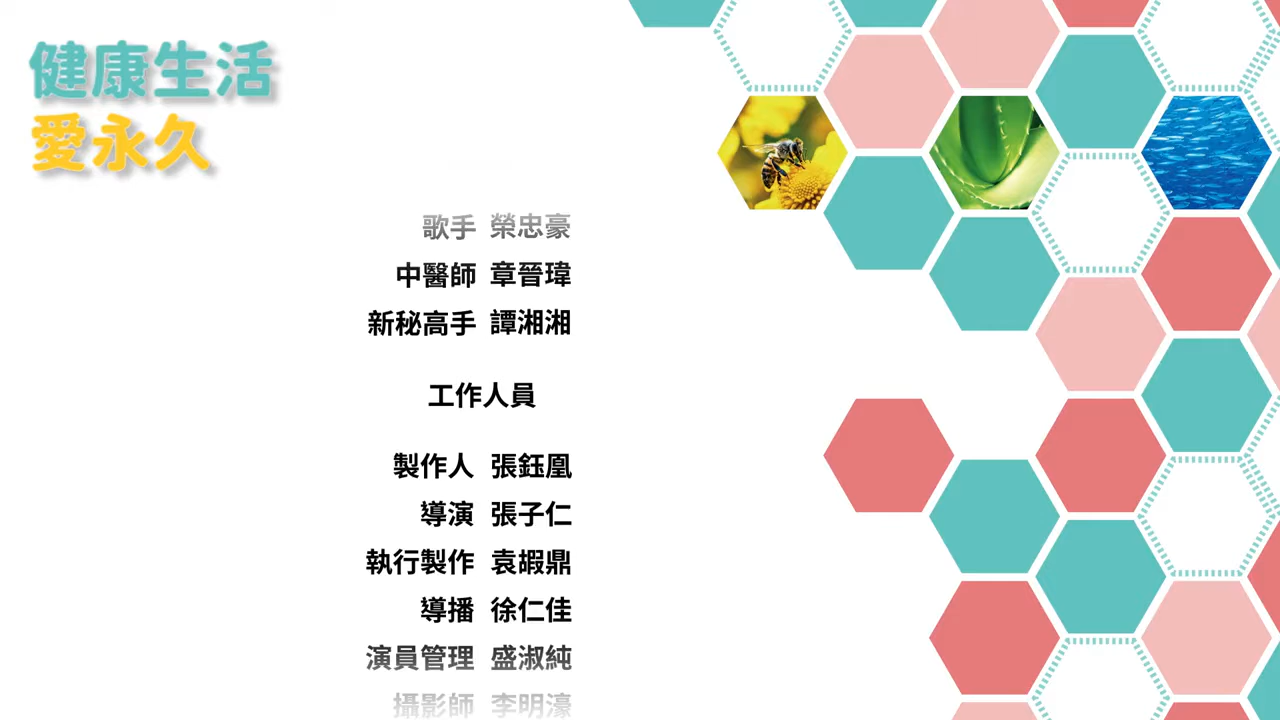 健康生活
愛永久
歌手 榮忠豪
中醫師 章晉瑋
新秘高手 譚湘湘
工作人員
製作人 張鈺凰
導演 張子仁
執行製作 袁嘏鼎
導播 徐仁佳
演員管理 盛淑純
攝影師 李明濠